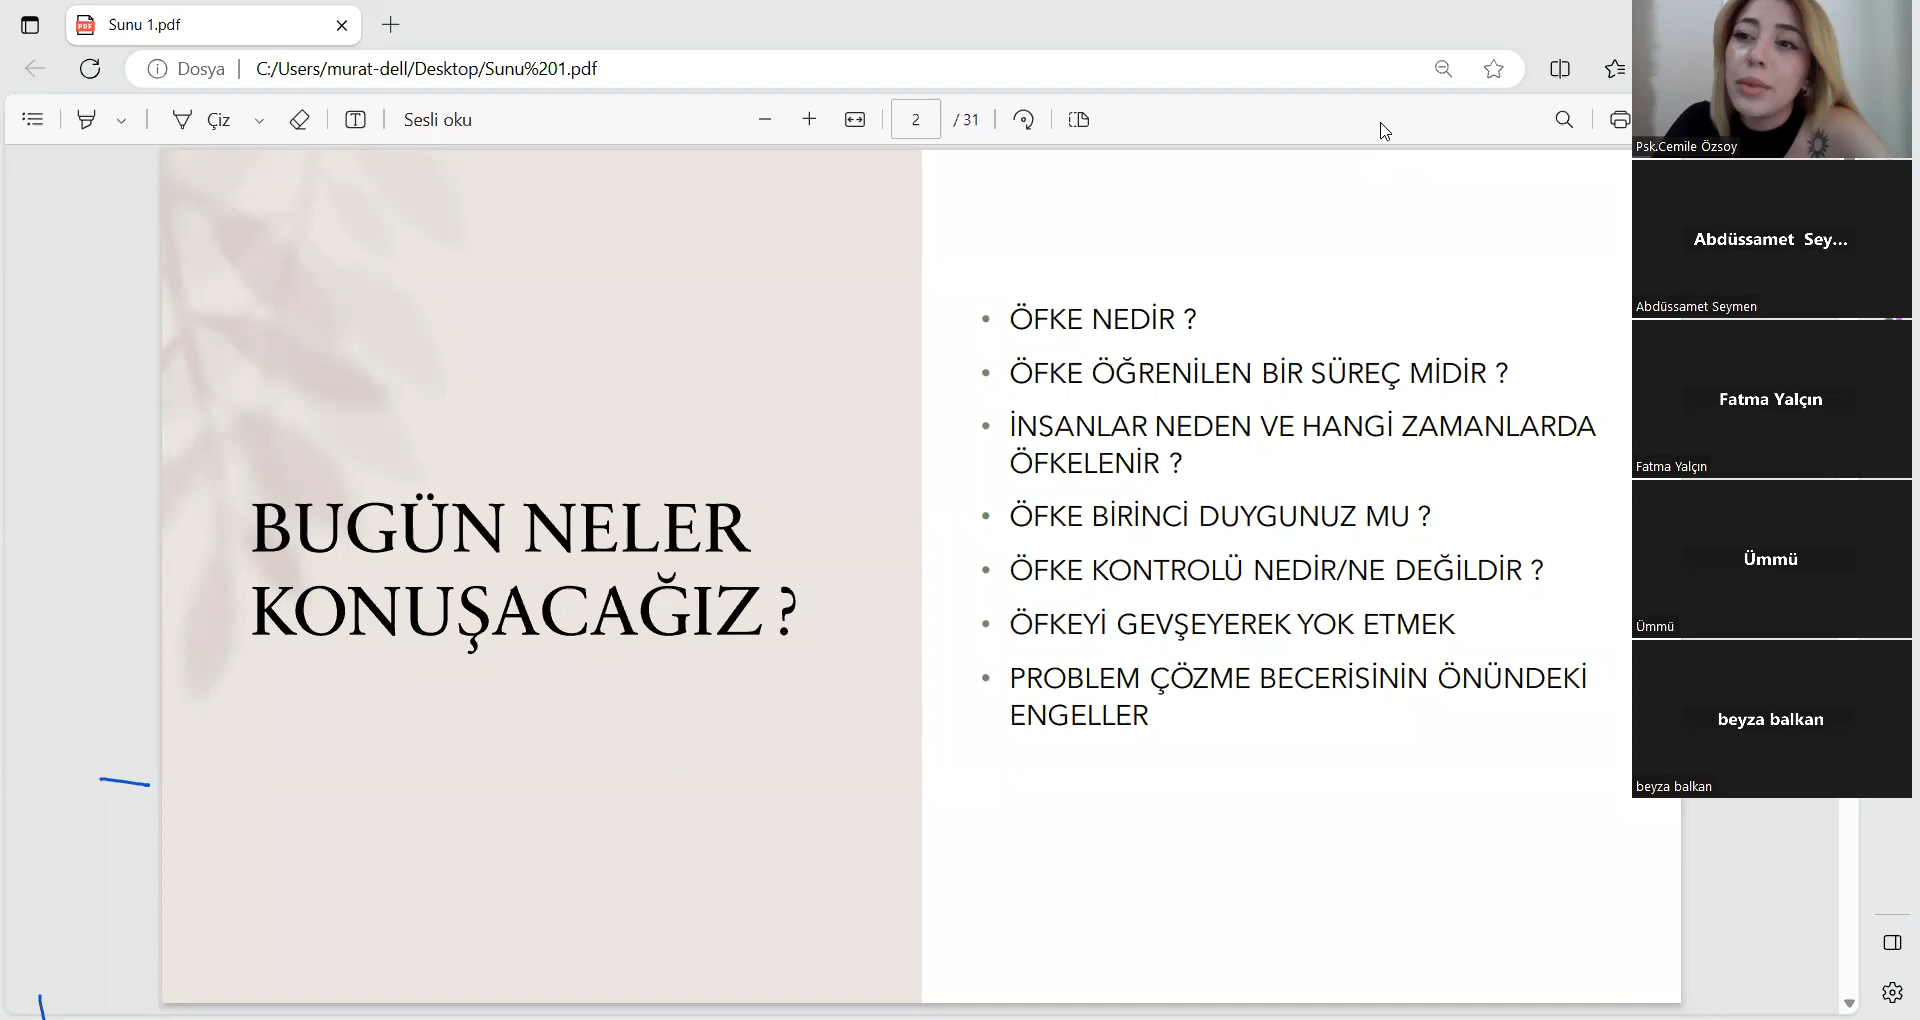 Sunu 1.pdf
Dosya
C:/Users/murat-dell/Desktop/Sunu%201.pdf
Çiz
Sesli oku
2 / 31
BUGÜN NELER
KONUŞACAĞIZ ?
• ÖFKE NEDİR ?
• ÖFKE ÖĞRENİLEN BİR SÜREÇ MİDİR ?
• İNSANLAR NEDEN VE HANGİ ZAMANLARDA
ÖFKELENİR ?
• ÖFKE BİRİNCİ DUYGUNUZ MU ?
• ÖFKE KONTROLÜ NEDİR/NE DEĞİLDİR ?
• ÖFKEYİ GEVŞEYEREK YOK ETMEK
• PROBLEM ÇÖZME BECERİSİNİN ÖNÜNDEKİ
ENGELLER
Psk.Cemile Özsoy
Abdüssamet Sey...
Abdüssamet Seymen
Fatma Yalçın
Fatma Yalçın
Ümmü
Ümmü
beyza balkan
beyza balkan